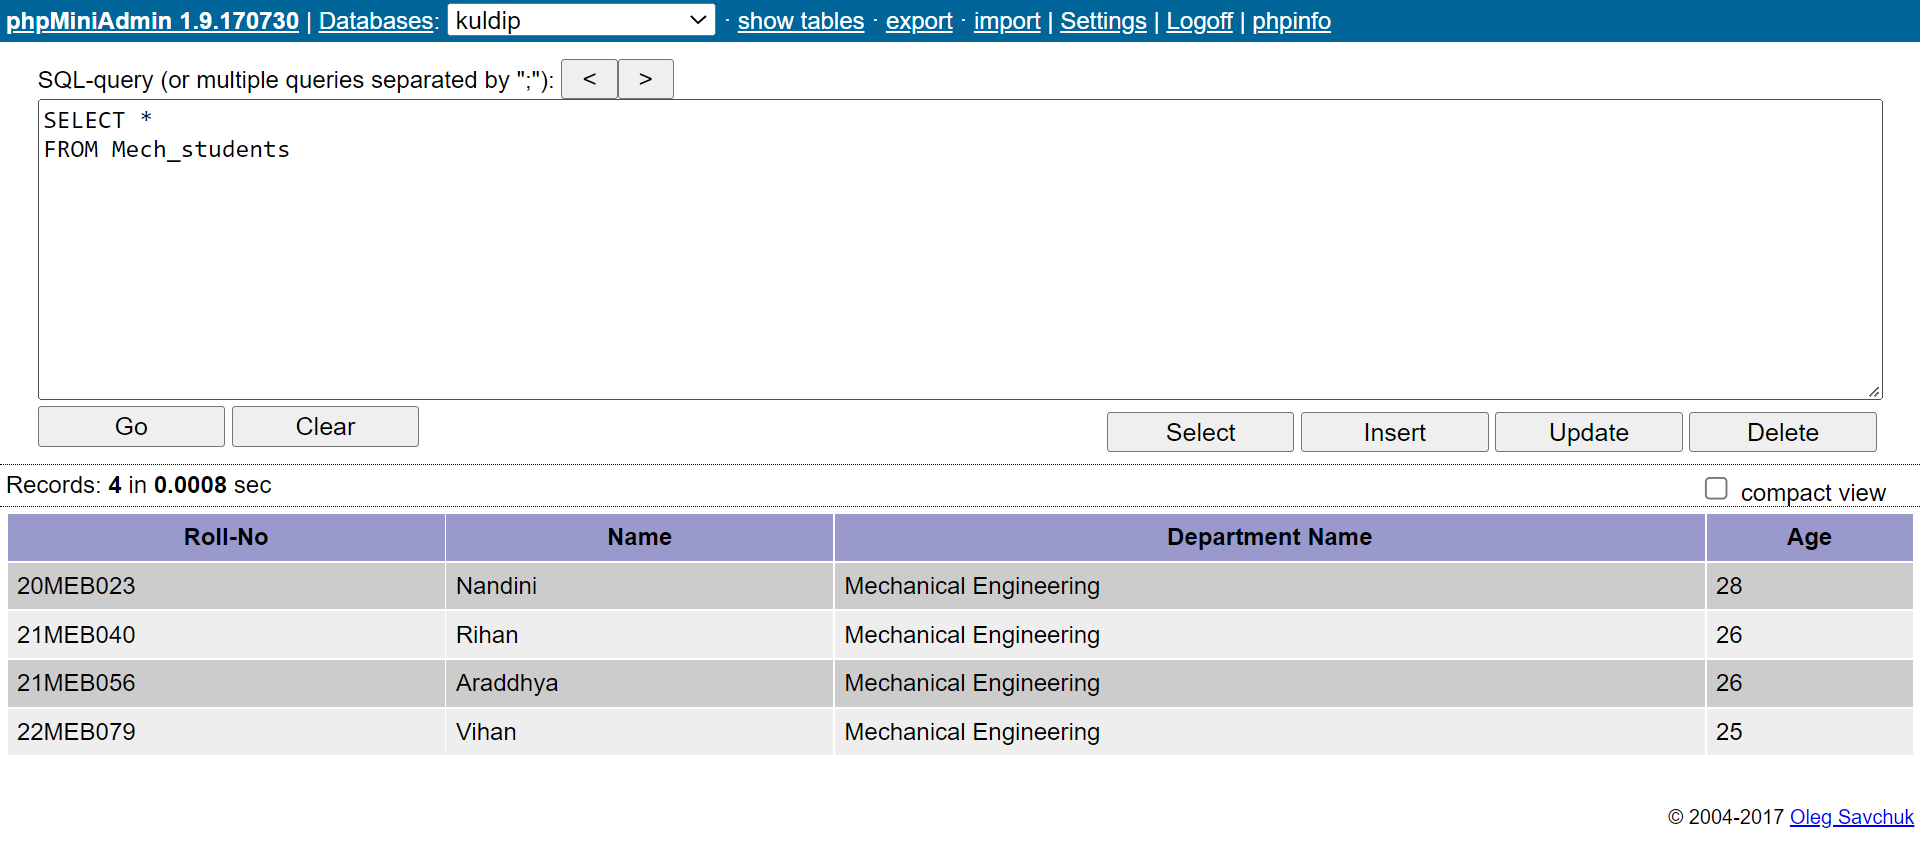 phpMiniAdmin 1.9.170730 | Databases: kuldip · show tables · export · import | Settings | Logoff | phpinfo
SQL-query (or multiple queries separated by ";"): < >
SELECT *
FROM Mech_students
Go Clear Select Insert Update Delete
Records: 4 in 0.0008 sec compact view
Roll-No Name Department Name Age
20MEB023 Nandini Mechanical Engineering 28
21MEB040 Rihan Mechanical Engineering 26
21MEB056 Araddhya Mechanical Engineering 26
22MEB079 Vihan Mechanical Engineering 25
© 2004-2017 Oleg Savchuk